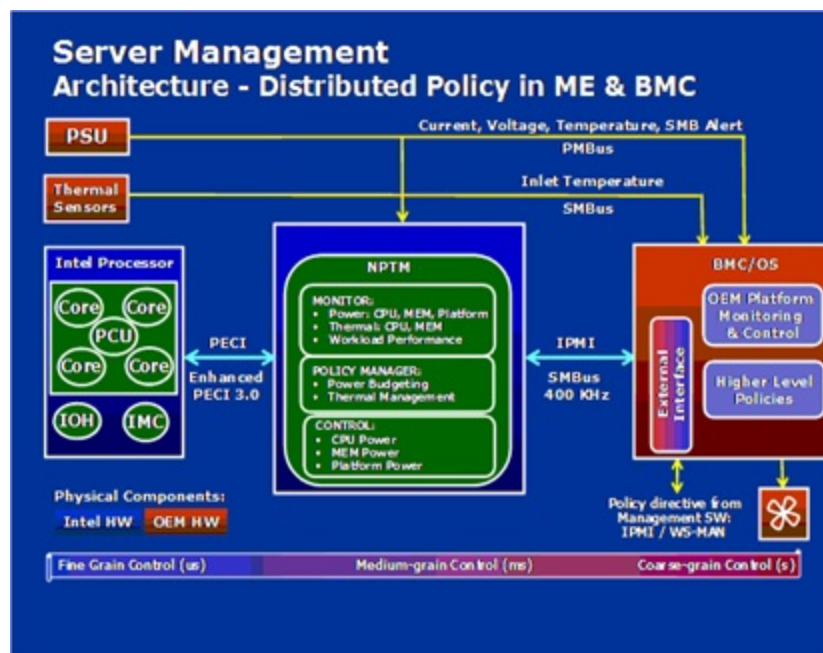 Server Management
Architecture - Distributed Policy in ME & BMC
PSU
Current, Voltage, Temperature, SMB Alert
PMBus
Thermal
Sensors
Inlet Temperature
SMBus
Intel Processor
Core
Core
PCU
Core
Core
IOH
IMC
PECI
Enhanced
PECI 3.0
NPTM
MONITOR:
• Power: CPU, MEM, Platform
• Thermal: CPU, MEM
• Workload Performance
POLICY MANAGER:
• Power Budgeting
• Thermal Management
CONTROL:
• CPU Power
• MEM Power
• Platform Power
IPMI
SMBus
400 KHz
BMC/OS
OEM Platform
Monitoring
& Control
External
Interface
Higher Level
Policies
Policy directive from
Management SW:
IPMI / WS-MAN
Physical Components:
Intel HW
OEM HW
Fine Grain Control (us)
Medium-grain Control (ms)
Coarse-grain Control (s)